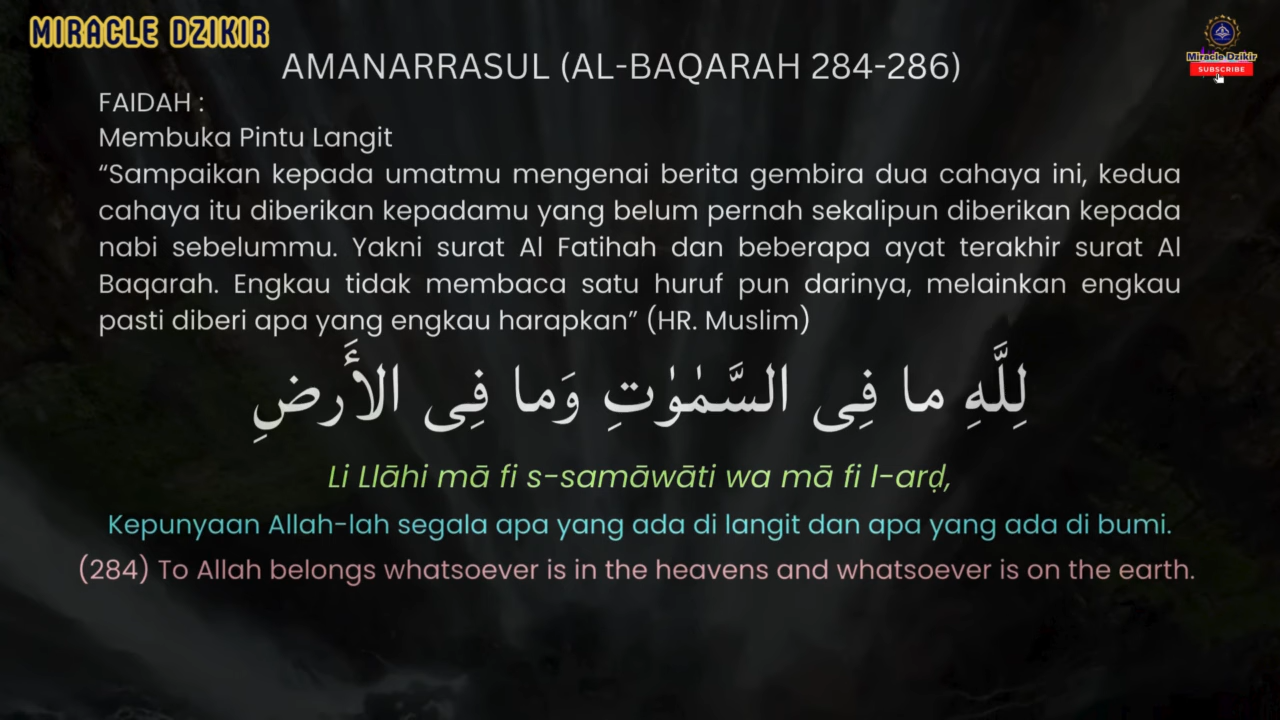 MIRACLE DZIKIR
Miracle Dzikir
SUBSCRIBE
AMANARRASUL (AL-BAQARAH 284-286)
FAIDAH :
Membuka Pintu Langit
“Sampaikan kepada umatmu mengenai berita gembira dua cahaya ini, kedua
cahaya itu diberikan kepadamu yang belum pernah sekalipun diberikan kepada
nabi sebelummu. Yakni surat Al Fatihah dan beberapa ayat terakhir surat Al
Baqarah. Engkau tidak membaca satu huruf pun darinya, melainkan engkau
pasti diberi apa yang engkau harapkan” (HR. Muslim)
لِلَّهِ ما فِى السَّمٰوٰتِ وَما فِى الأَرضِ
Li Llāhi mā fi s-samāwāti wa mā fi l-arḍ,
Kepunyaan Allah-lah segala apa yang ada di langit dan apa yang ada di bumi.
(284) To Allah belongs whatsoever is in the heavens and whatsoever is on the earth.